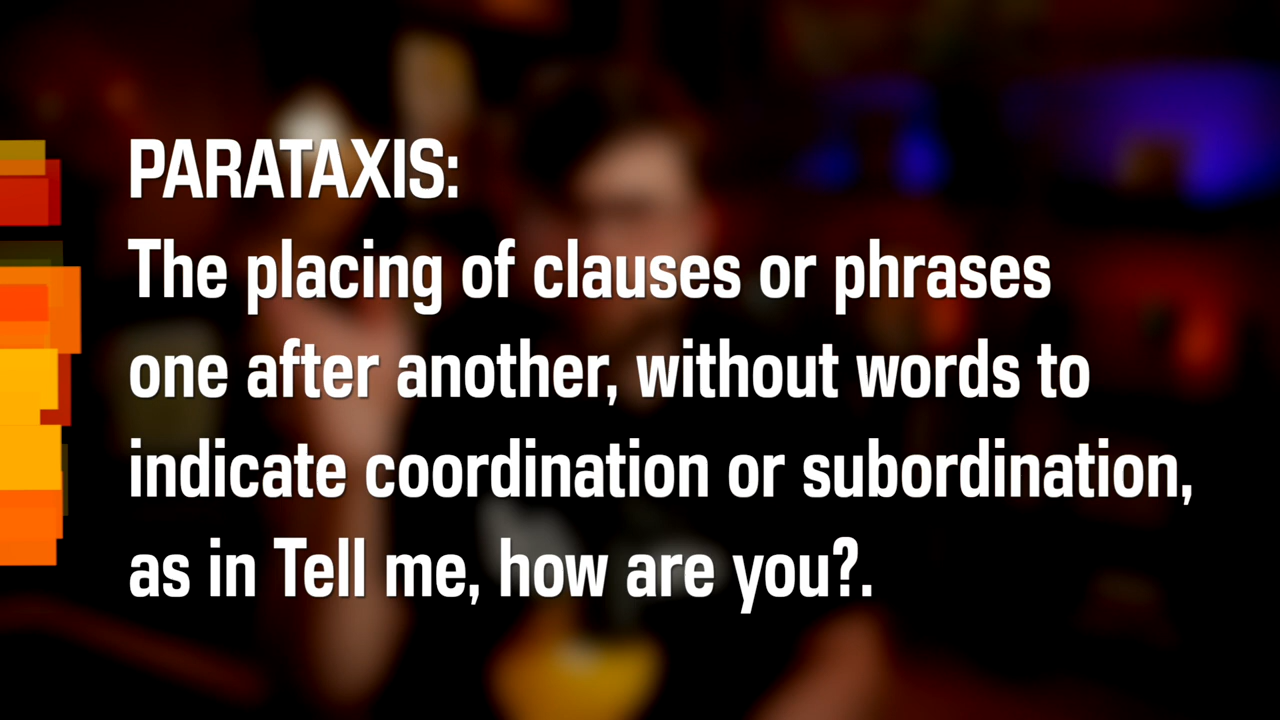 PARATAXIS:
The placing of clauses or phrases
one after another, without words to
indicate coordination or subordination,
as in Tell me, how are you?.